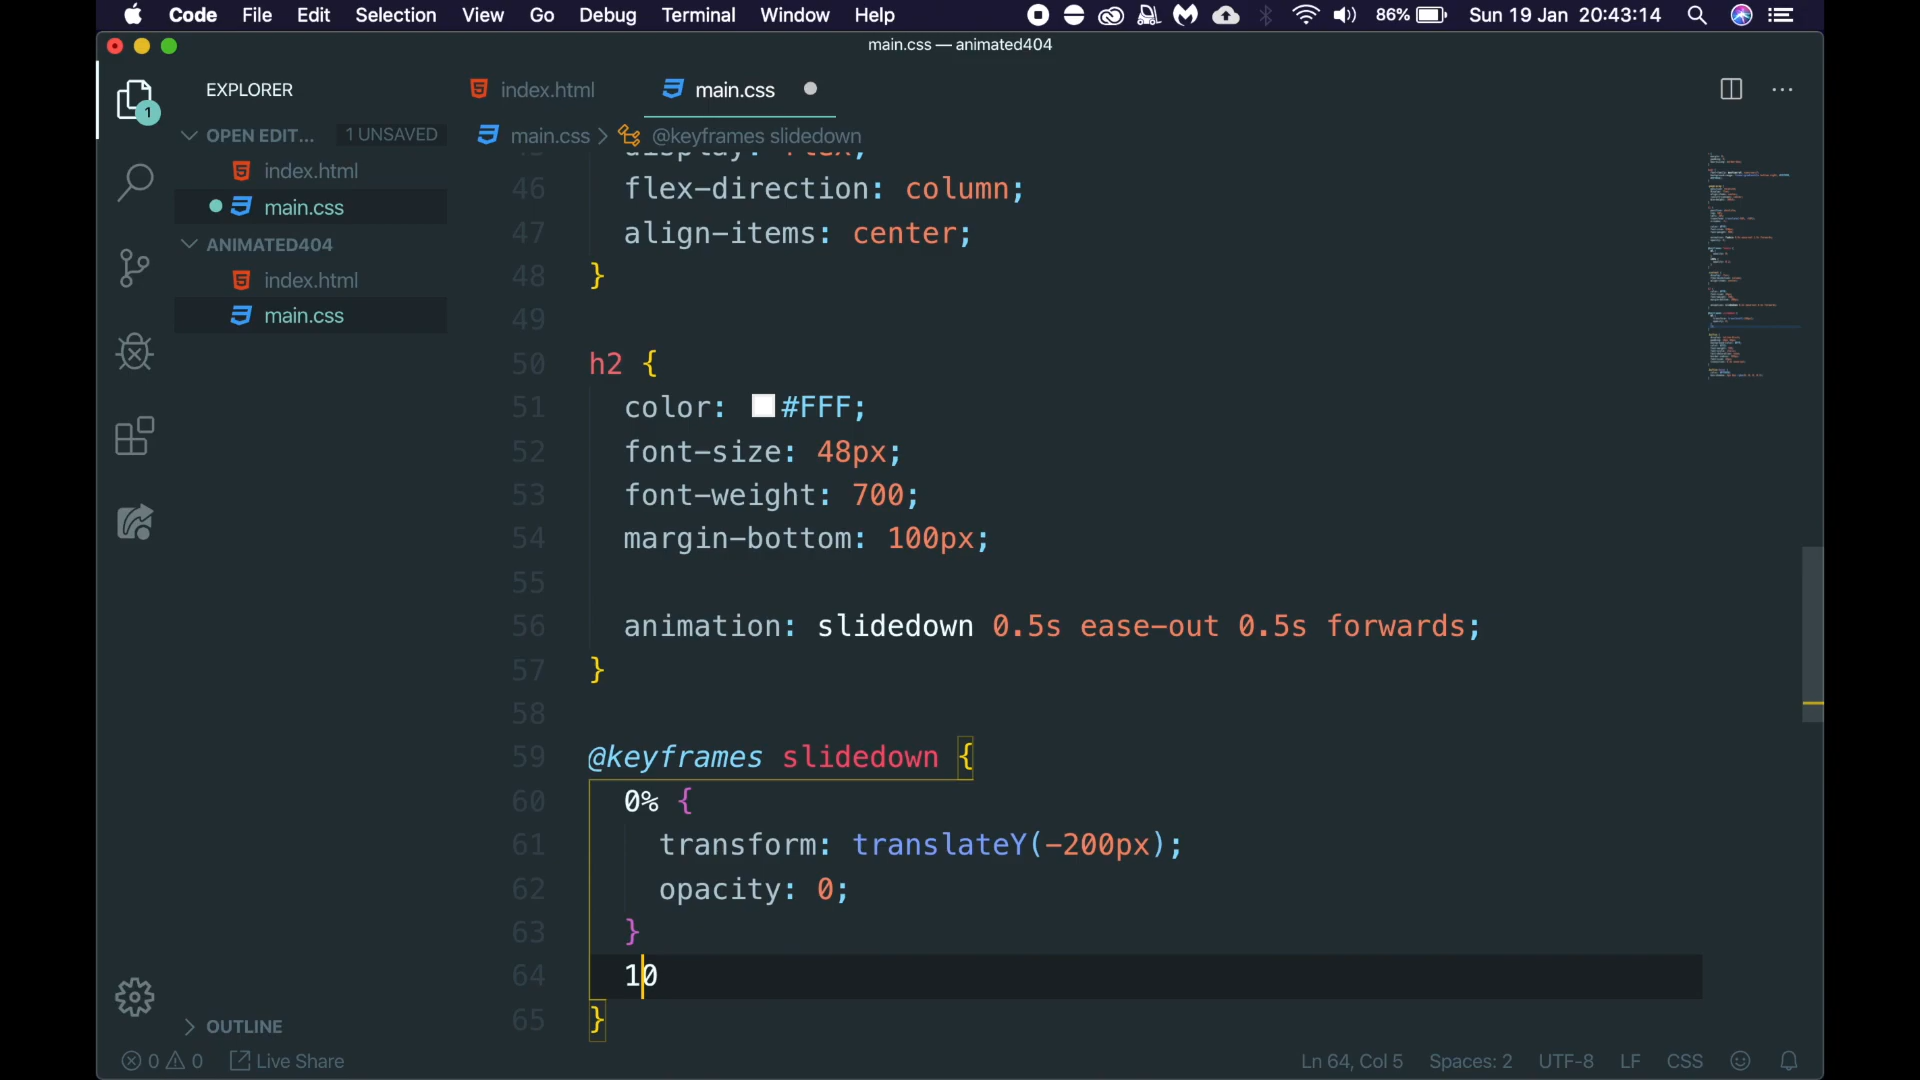 Code File Edit Selection View Go Debug Terminal Window Help 86% Sun 19 Jan 20:43:14
main.css — animated404
EXPLORER
OPEN EDIT... 1 UNSAVED
index.html
main.css
ANIMATED404
index.html
main.css
OUTLINE
index.html main.css
main.css > @keyframes slidedown
46 flex-direction: column;
47 align-items: center;
48 }
49
50 h2 {
51 color: #FFF;
52 font-size: 48px;
53 font-weight: 700;
54 margin-bottom: 100px;
55
56 animation: slidedown 0.5s ease-out 0.5s forwards;
57 }
58
59 @keyframes slidedown {
60 0% {
61 transform: translateY(-200px);
62 opacity: 0;
63 }
64 10
65 }
1
0 0 Live Share Ln 64, Col 5 Spaces: 2 UTF-8 LF CSS